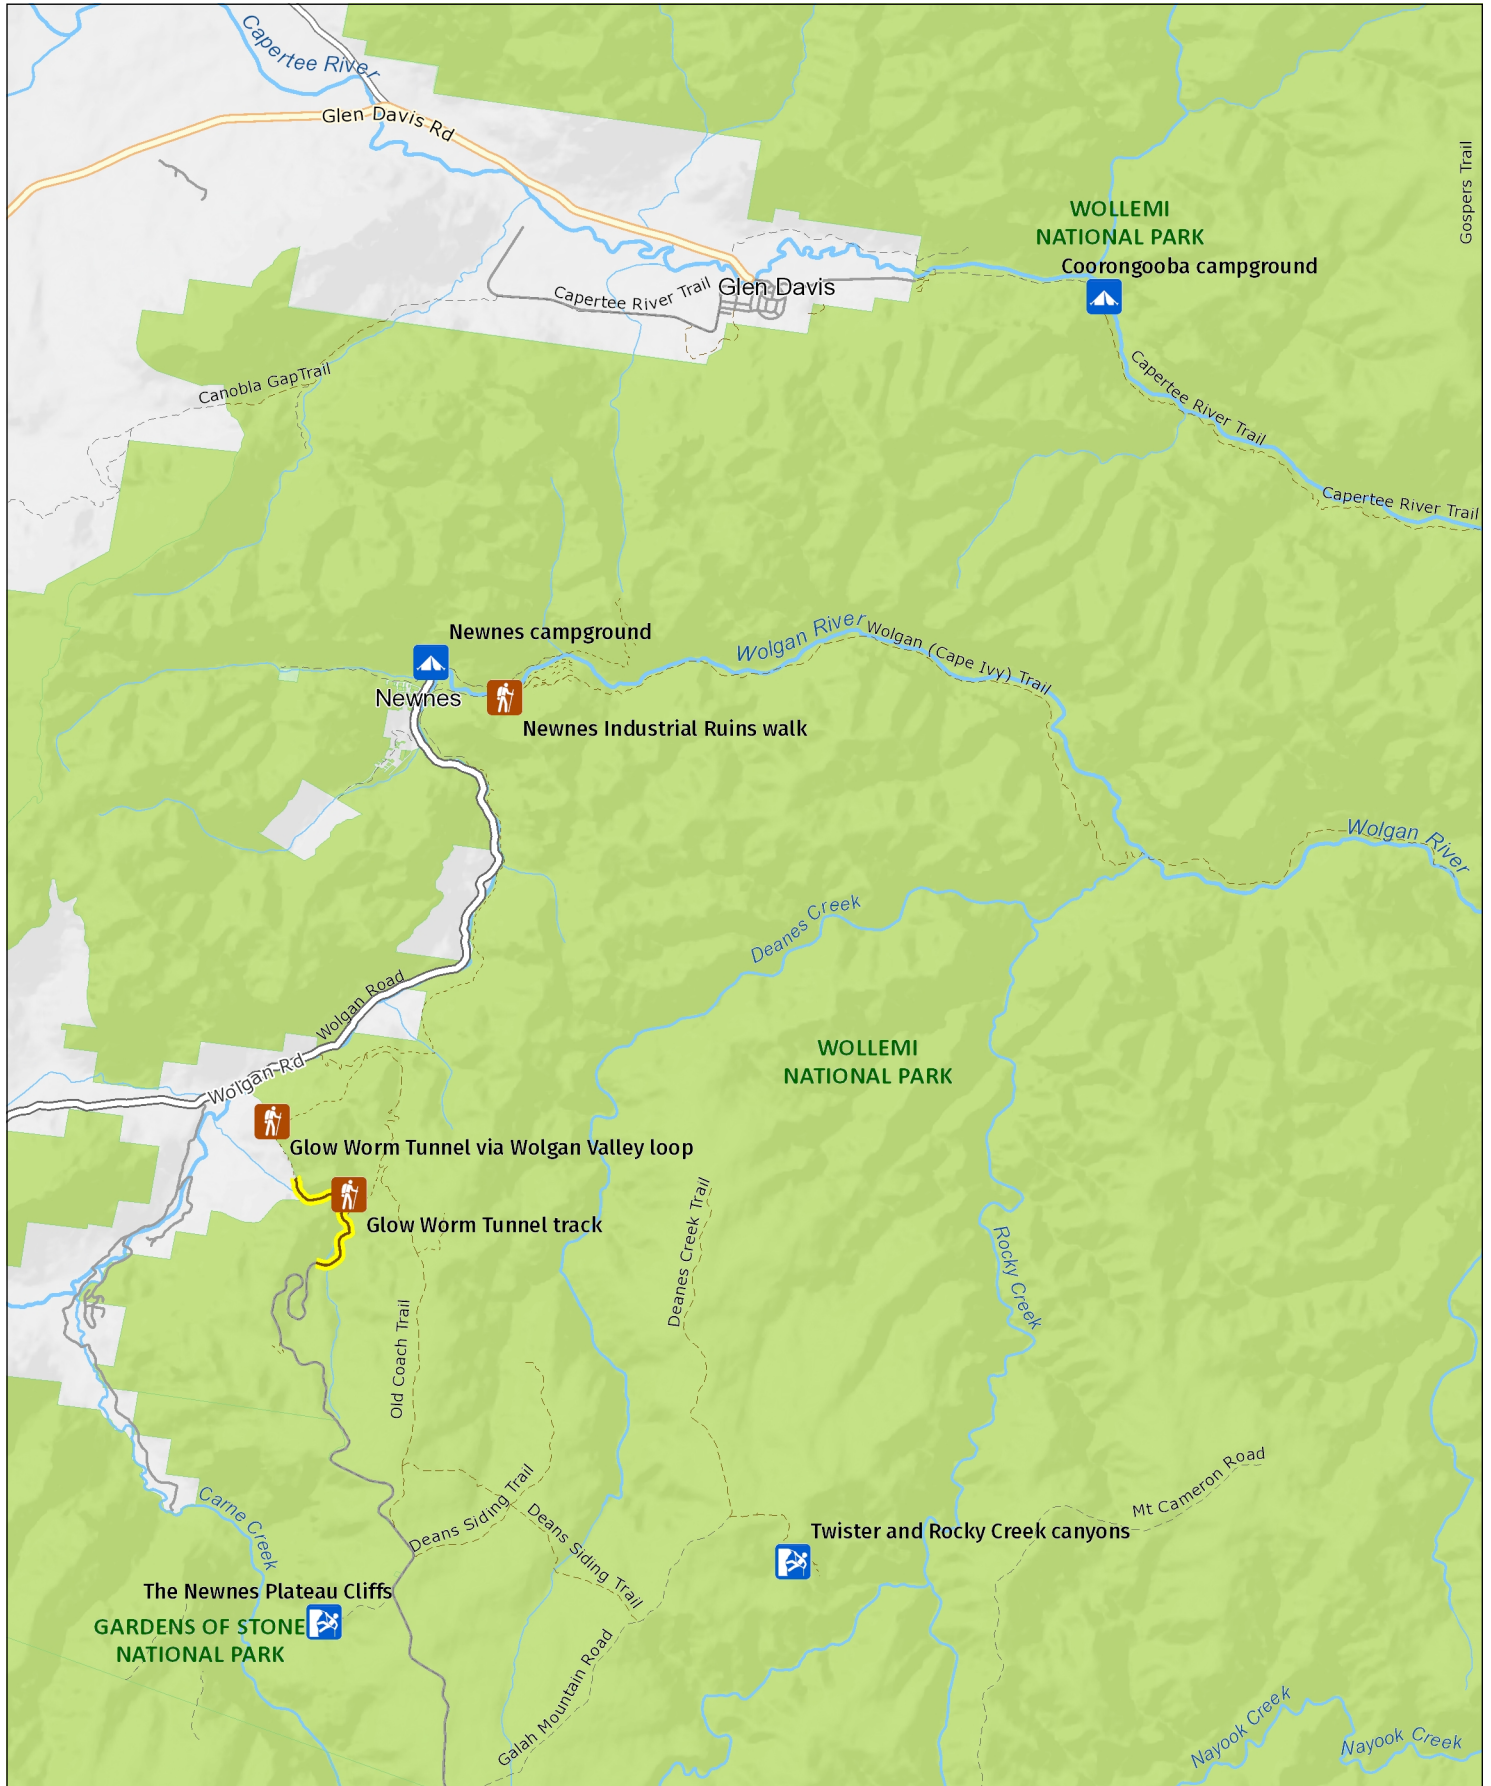 Capertee River
Glen Davis Rd
Gospers Trail
WOLLEMI
NATIONAL PARK
Coorongooba campground
Capertee River Trail
Glen Davis
Capertee River Trail
Canobla GapTrail
Capertee River Trail
Newnes campground
Wolgan River
Wolgan (Cape Ivy) Trail
Newnes
Newnes Industrial Ruins walk
Wolgan River
Deanes Creek
Wolgan Road
WOLLEMI
NATIONAL PARK
Wolgan Rd
Glow Worm Tunnel via Wolgan Valley loop
Glow Worm Tunnel track
Deanes Creek Trail
Rocky Creek
Old Coach Trail
Mt Cameron Road
Carne Creek
Deans Siding Trail
Deans Siding Trail
Twister and Rocky Creek canyons
The Newnes Plateau Cliffs
GARDENS OF STONE
NATIONAL PARK
Galah Mountain Road
Nayook Creek
Nayook Creek